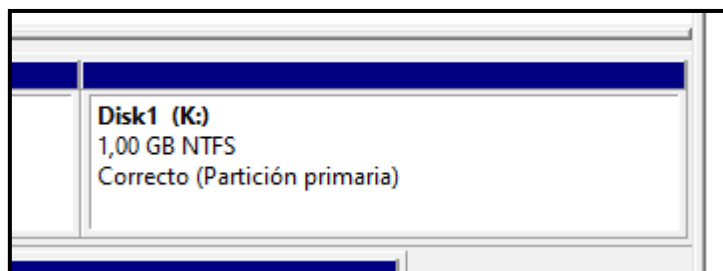 Disk1 (K:)
1,00 GB NTFS
Correcto (Partición primaria)